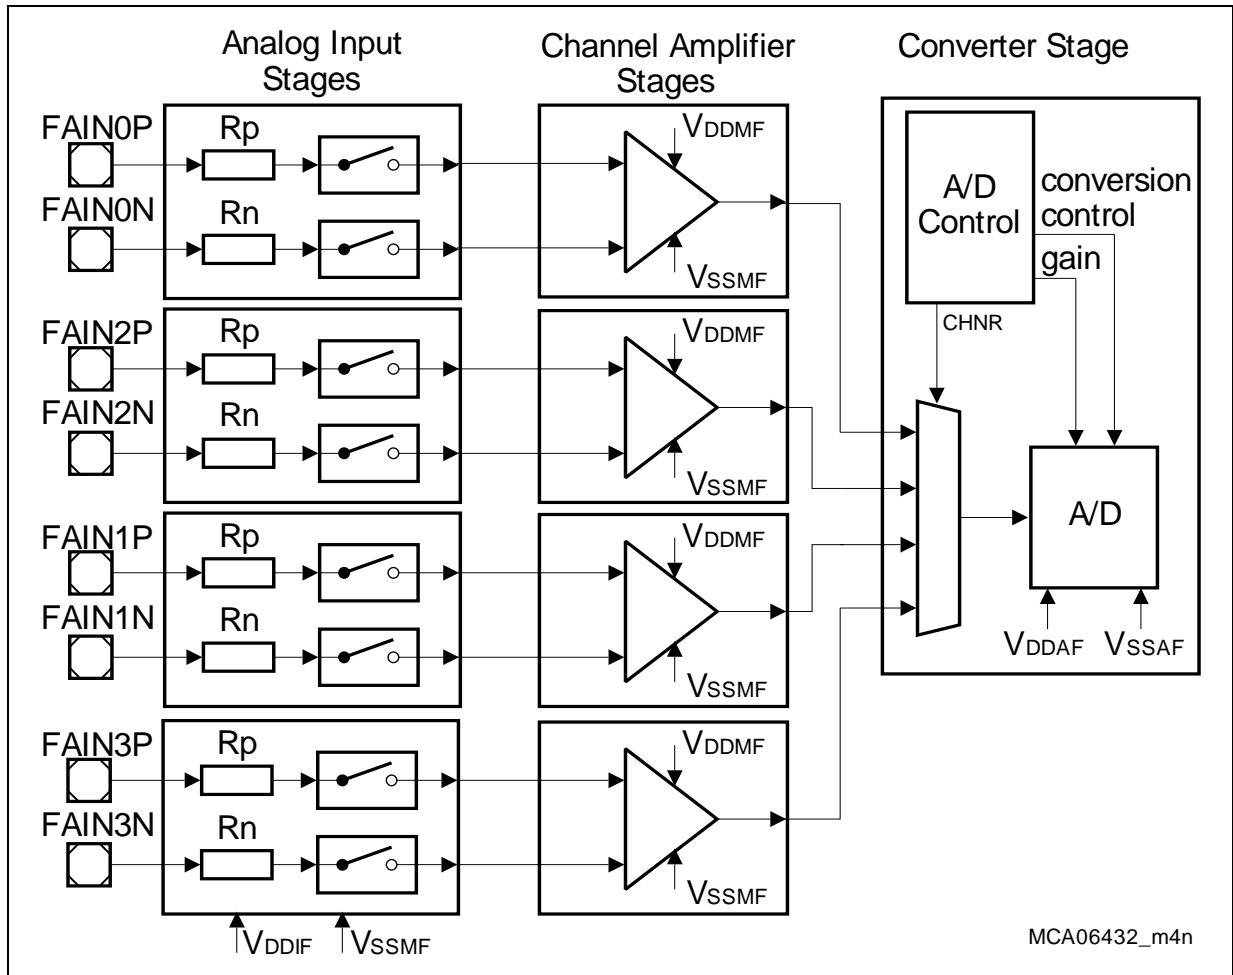 Analog Input
Stages
Channel Amplifier
Stages
Converter Stage
FAIN0P
Rp
FAIN0N
Rn
VDDMF
VSSMF
A/D
Control
conversion
control
gain
CHNR
FAIN2P
Rp
FAIN2N
Rn
VDDMF
VSSMF
A/D
VDDAF
VSSAF
FAIN1P
Rp
FAIN1N
Rn
VDDMF
VSSMF
FAIN3P
Rp
FAIN3N
Rn
VDDMF
VSSMF
VDDIF
VSSMF
MCA06432_m4n